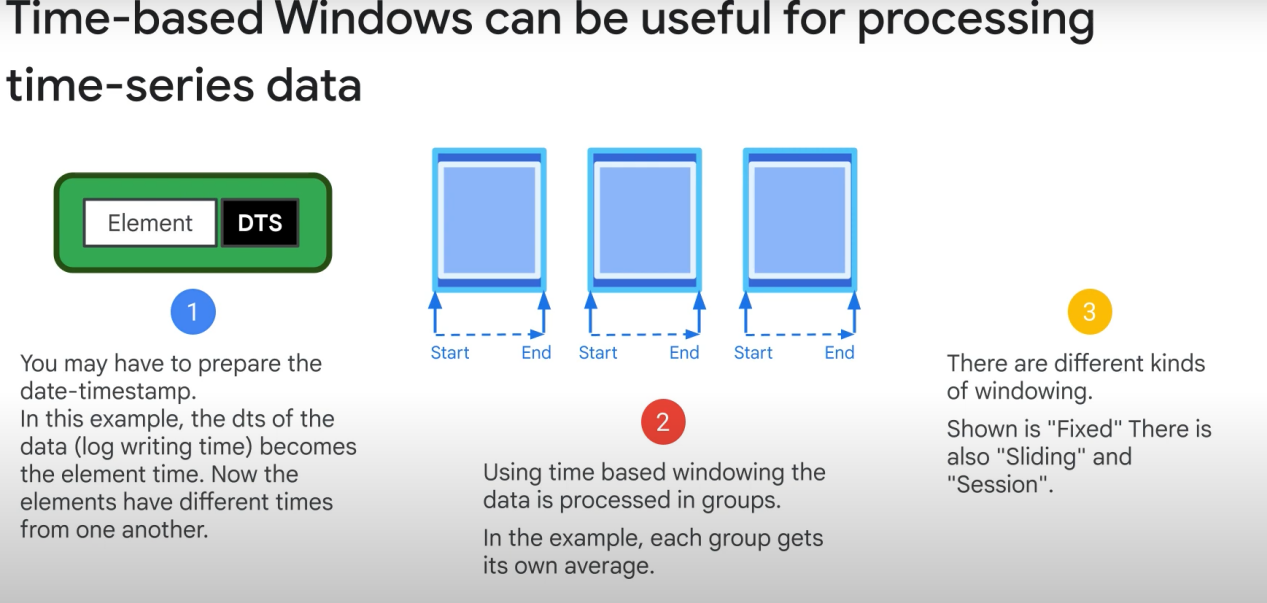 Time-based Windows can be useful for processing
time-series data
Element DTS
1
You may have to prepare the
date-timestamp.
In this example, the dts of the
data (log writing time) becomes
the element time. Now the
elements have different times
from one another.
Start End Start End Start End
2
Using time based windowing the
data is processed in groups.
In the example, each group gets
its own average.
3
There are different kinds
of windowing.
Shown is "Fixed" There is
also "Sliding" and
"Session".